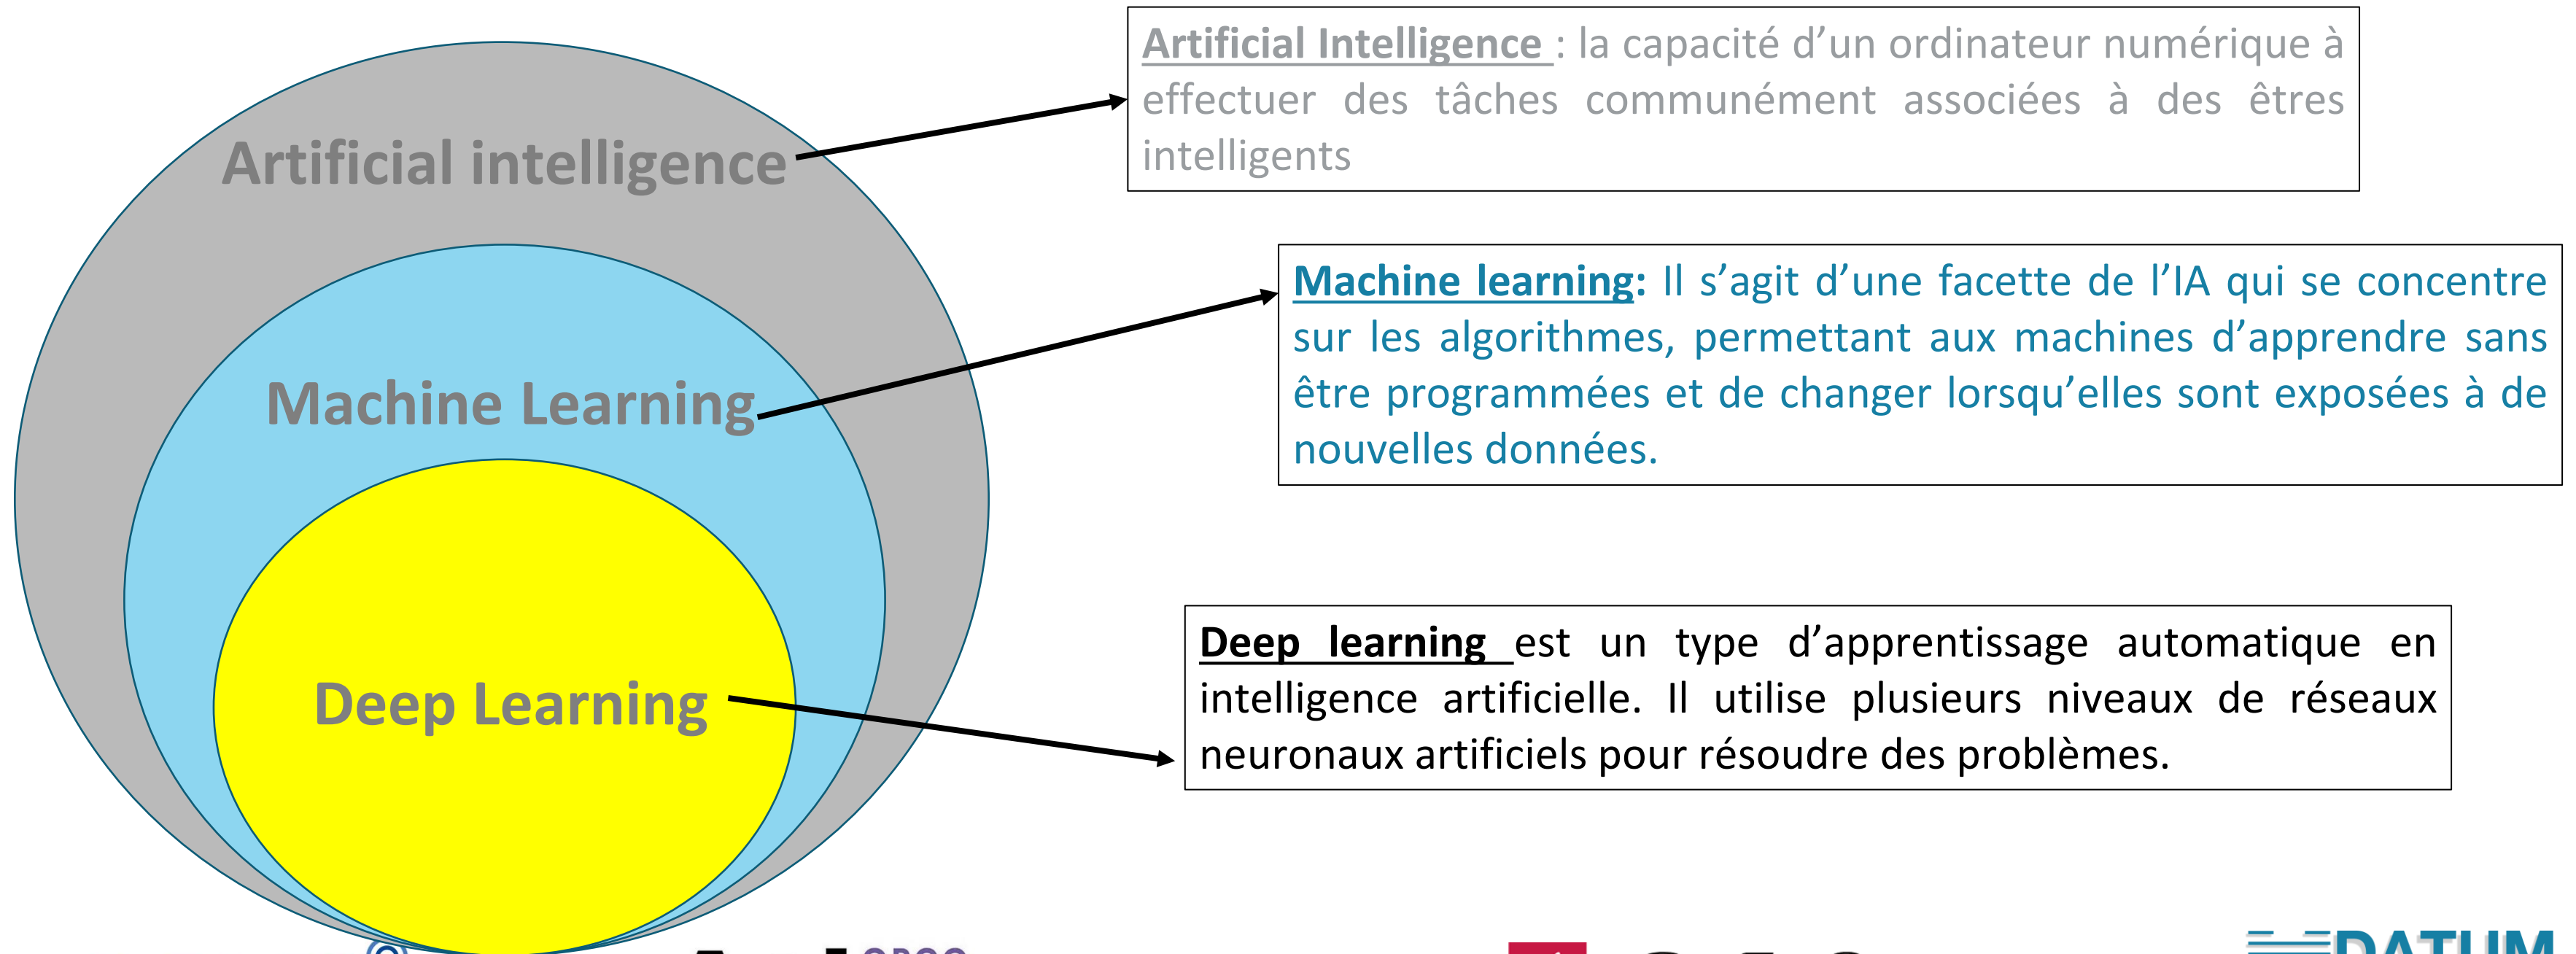 Artificial intelligence
Machine Learning
Deep Learning
Artificial Intelligence : la capacité d’un ordinateur numérique à
effectuer des tâches communément associées à des êtres
intelligents
Machine learning: Il s’agit d’une facette de l’IA qui se concentre
sur les algorithmes, permettant aux machines d’apprendre sans
être programmées et de changer lorsqu’elles sont exposées à de
nouvelles données.
Deep learning est un type d’apprentissage automatique en
intelligence artificielle. Il utilise plusieurs niveaux de réseaux
neuronaux artificiels pour résoudre des problèmes.
DATUM